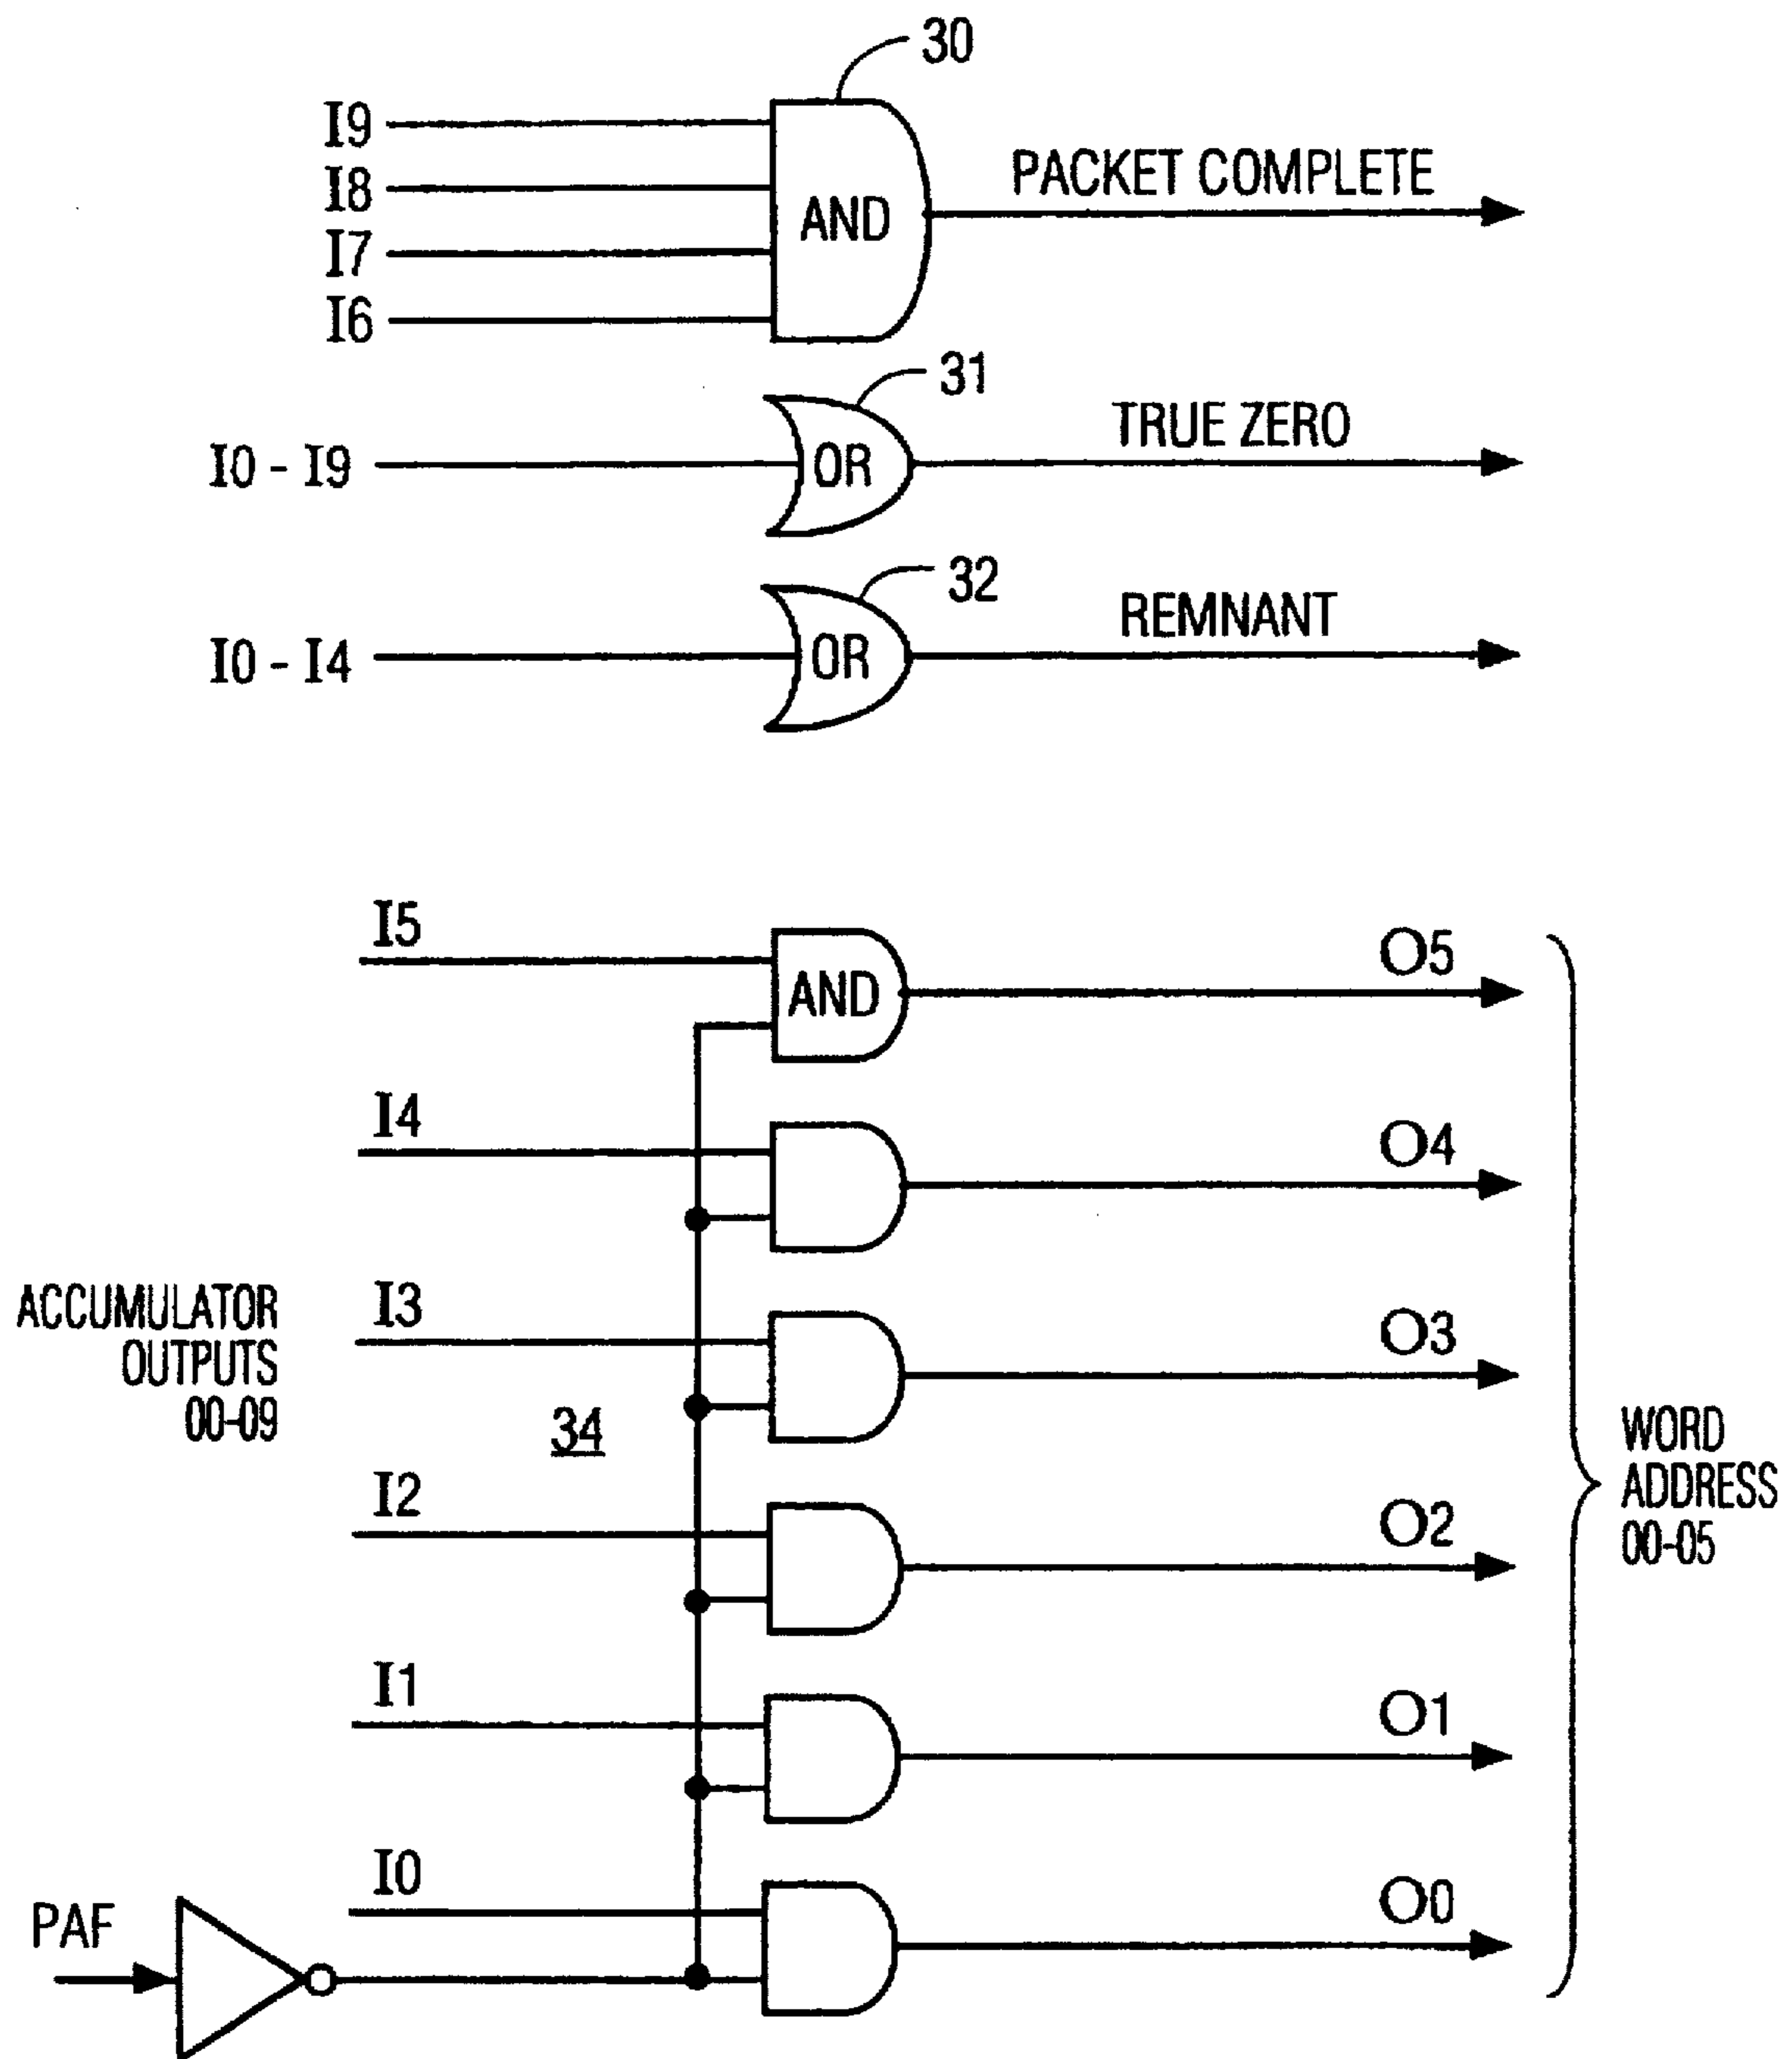 30
I9
I8
I7
I6
AND
PACKET COMPLETE
31
I0 - I9
OR
TRUE ZERO
32
I0 - I4
OR
REMNANT
I5
AND
O5
I4
O4
ACCUMULATOR
OUTPUTS
00-09
I3
O3
34
WORD
ADDRESS
00-05
I2
O2
I1
O1
I0
O0
PAF